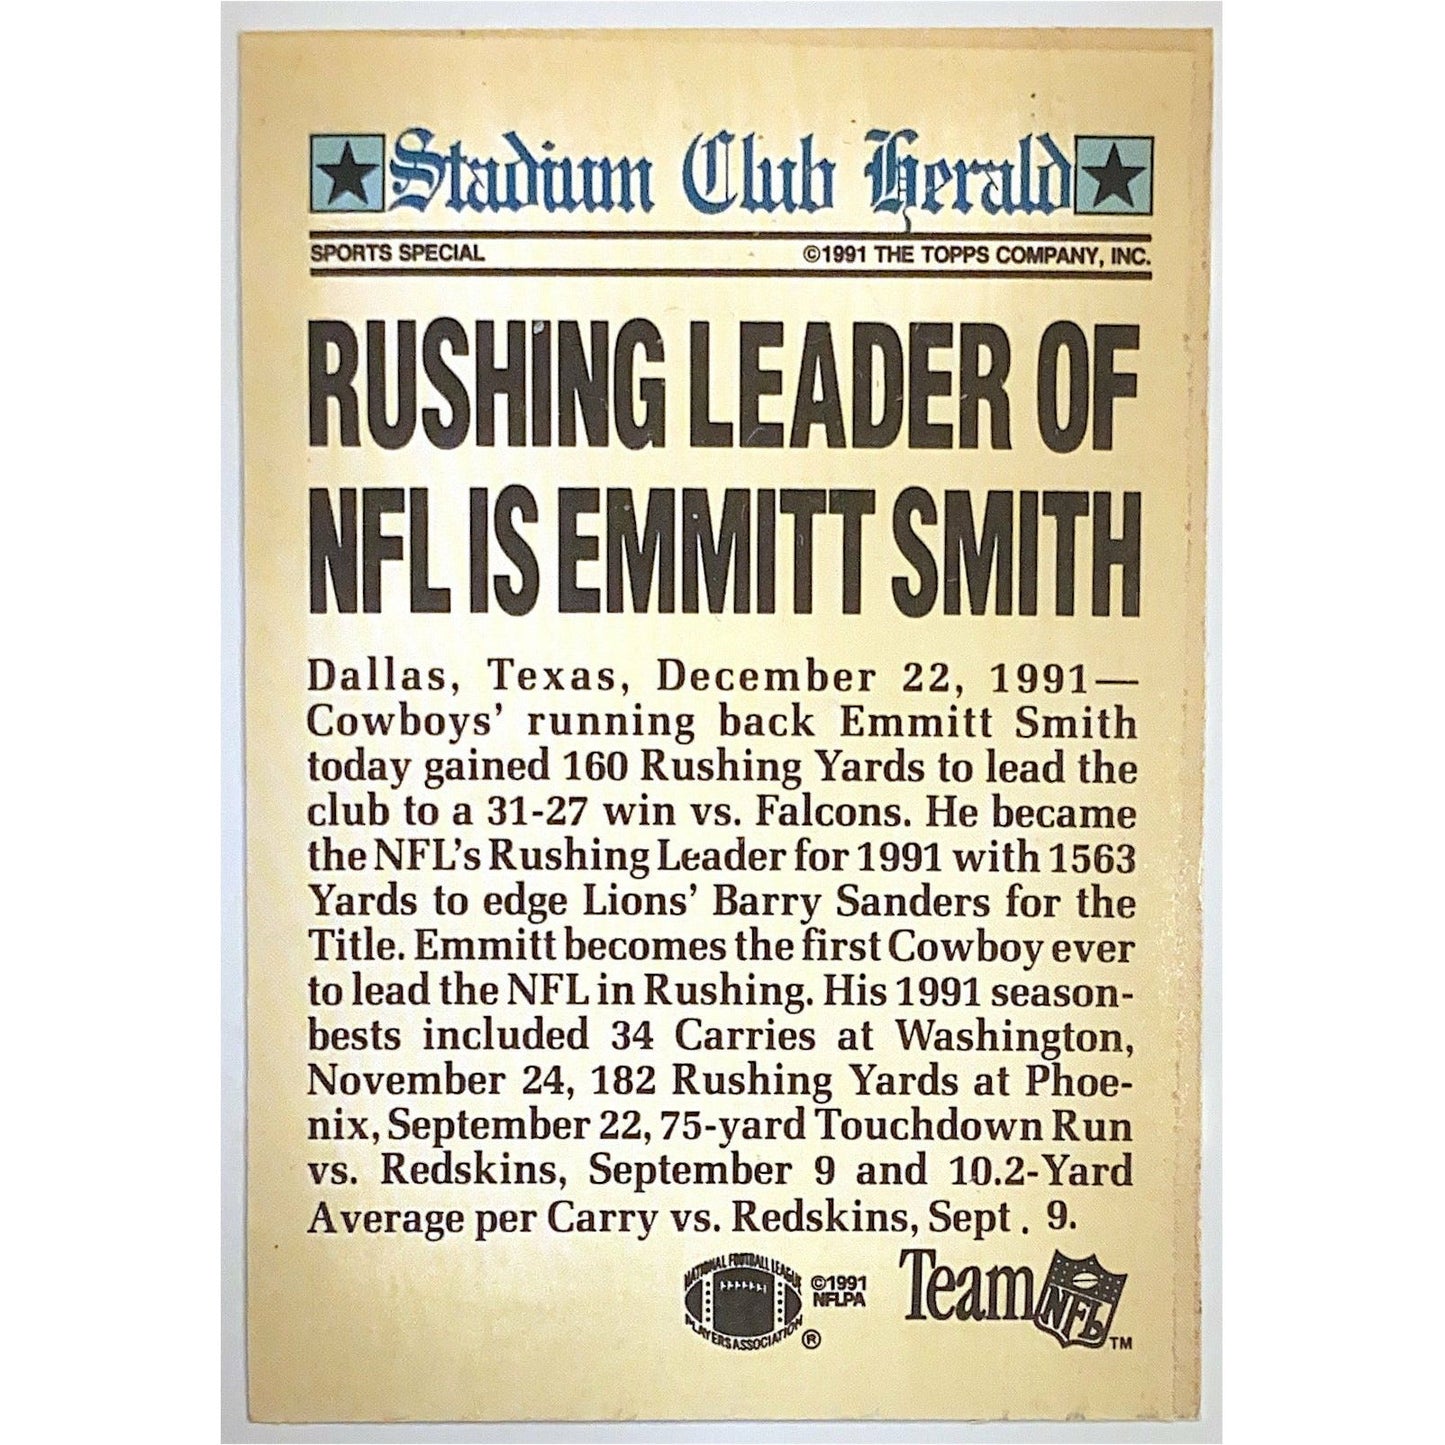 Stadium Club Herald
SPORTS SPECIAL ©1991 THE TOPPS COMPANY, INC.
RUSHING LEADER OF
NFL IS EMMITT SMITH
Dallas, Texas, December 22, 1991—
Cowboys' running back Emmitt Smith
today gained 160 Rushing Yards to lead the
club to a 31-27 win vs. Falcons. He became
the NFL's Rushing Leader for 1991 with 1563
Yards to edge Lions' Barry Sanders for the
Title. Emmitt becomes the first Cowboy ever
to lead the NFL in Rushing. His 1991 season-
bests included 34 Carries at Washington,
November 24, 182 Rushing Yards at Phoe-
nix, September 22, 75-yard Touchdown Run
vs. Redskins, September 9 and 10.2-Yard
Average per Carry vs. Redskins, Sept. 9.
NATIONAL FOOTBALL LEAGUE
PLAYERS ASSOCIATION ®
©1991
NFLPA
Team NFL ™